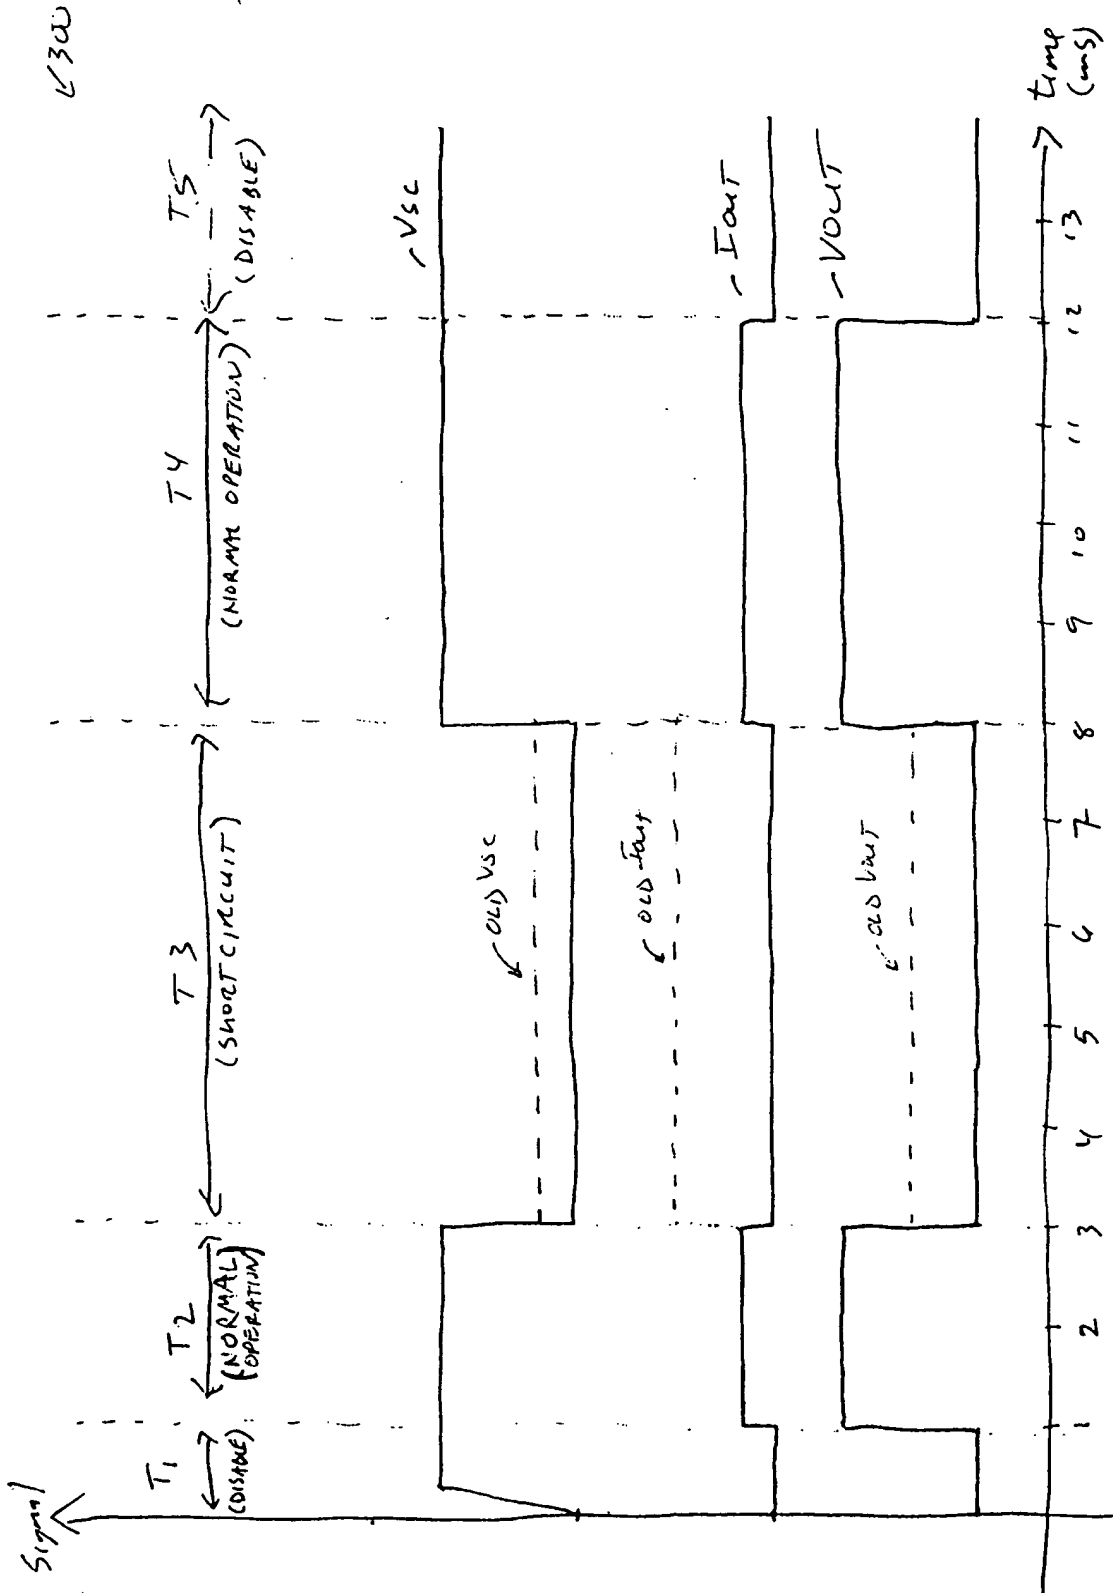 300
Signal
T1
(DISABLE)
T2
(NORMAL
OPERATION)
T3
(SHORT CIRCUIT)
T4
(NORMAL OPERATION)
T5
(DISABLE)
VSC
OLD VSC
IOUT
OLD Iout
VOUT
OLD Vout
1 2 3 4 5 6 7 8 9 10 11 12 13
time
(ms)